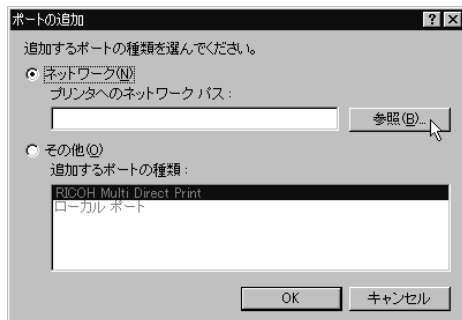 ポートの追加
追加するポートの種類を選んでください。
ネットワーク(N)
プリンタへのネットワーク パス:
参照(B)...
その他(O)
追加するポートの種類:
RICOH Multi Direct Print
ローカル ポート
OK
キャンセル